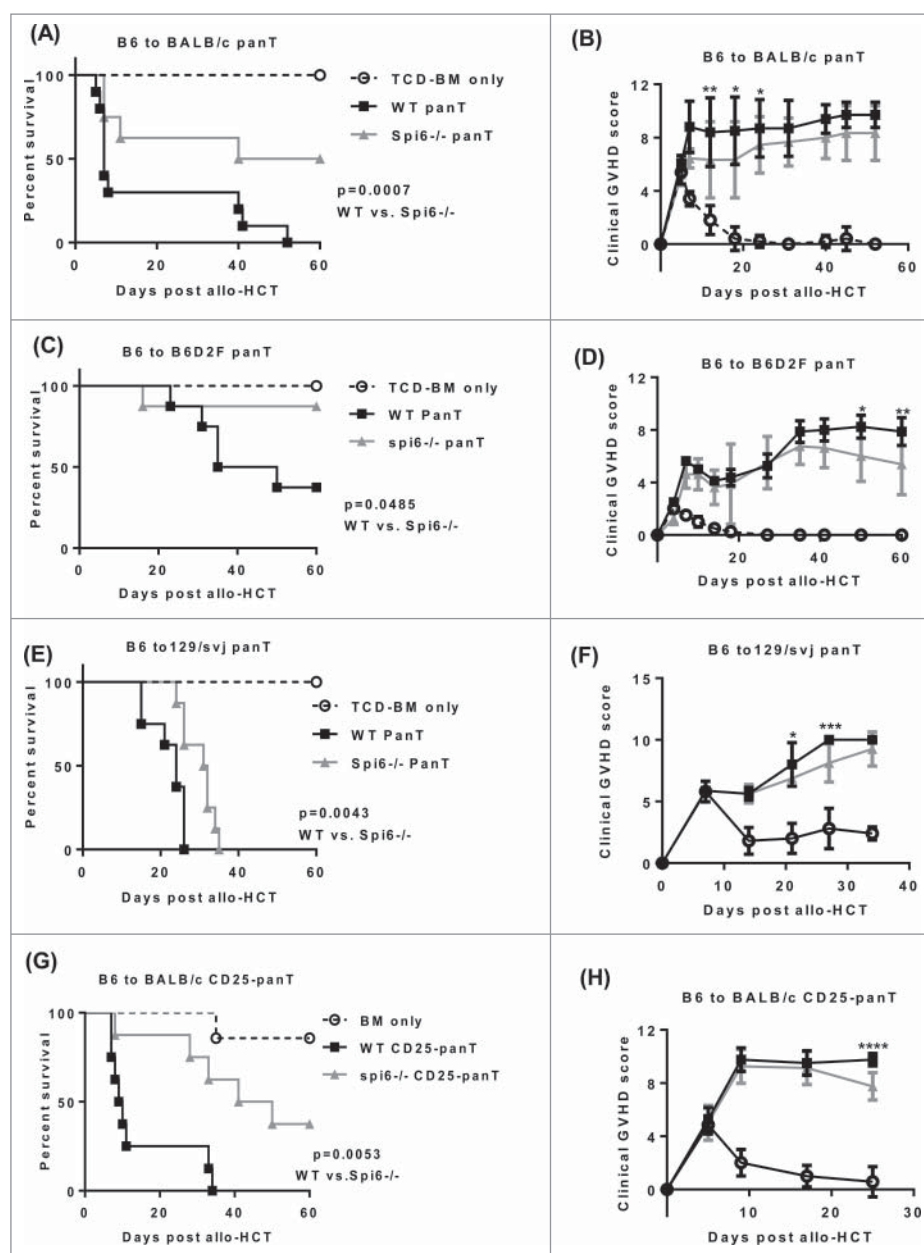 (A)
B6 to BALB/c panT
Percent survival
100
50
0
0 20 40 60
Days post allo-HCT
TCD-BM only
WT panT
Spi6-/- panT
p=0.0007
WT vs. Spi6-/-
(B)
B6 to BALB/c panT
Clinical GVHD score
12
8
4
0
** * *
20 40 60
Days post allo-HCT
(C)
B6 to B6D2F panT
Percent survival
100
50
0
0 20 40 60
Days post allo-HCT
TCD-BM only
WT PanT
spi6-/- panT
p=0.0485
WT vs. Spi6-/-
(D)
B6 to B6D2F panT
Clinical GVHD score
12
8
4
0
* **
20 40 60
Days post allo-HCT
(E)
B6 to129/svj panT
Percent survival
100
50
0
0 20 40 60
Days post allo-HCT
TCD-BM only
WT PanT
Spi6-/- PanT
p=0.0043
WT vs. Spi6-/-
(F)
B6 to129/svj panT
Clinical GVHD score
15
10
5
0
* ***
0 10 20 30 40
Days post allo-HCT
(G)
B6 to BALB/c CD25-panT
Percent survival
100
50
0
0 20 40 60
Days post allo-HCT
BM only
WT CD25-panT
spi6-/- CD25-panT
p=0.0053
WT vs.Spi6-/-
(H)
B6 to BALB/c CD25-panT
Clinical GVHD score
12
8
4
0
****
10 20 30
Days post allo-HCT